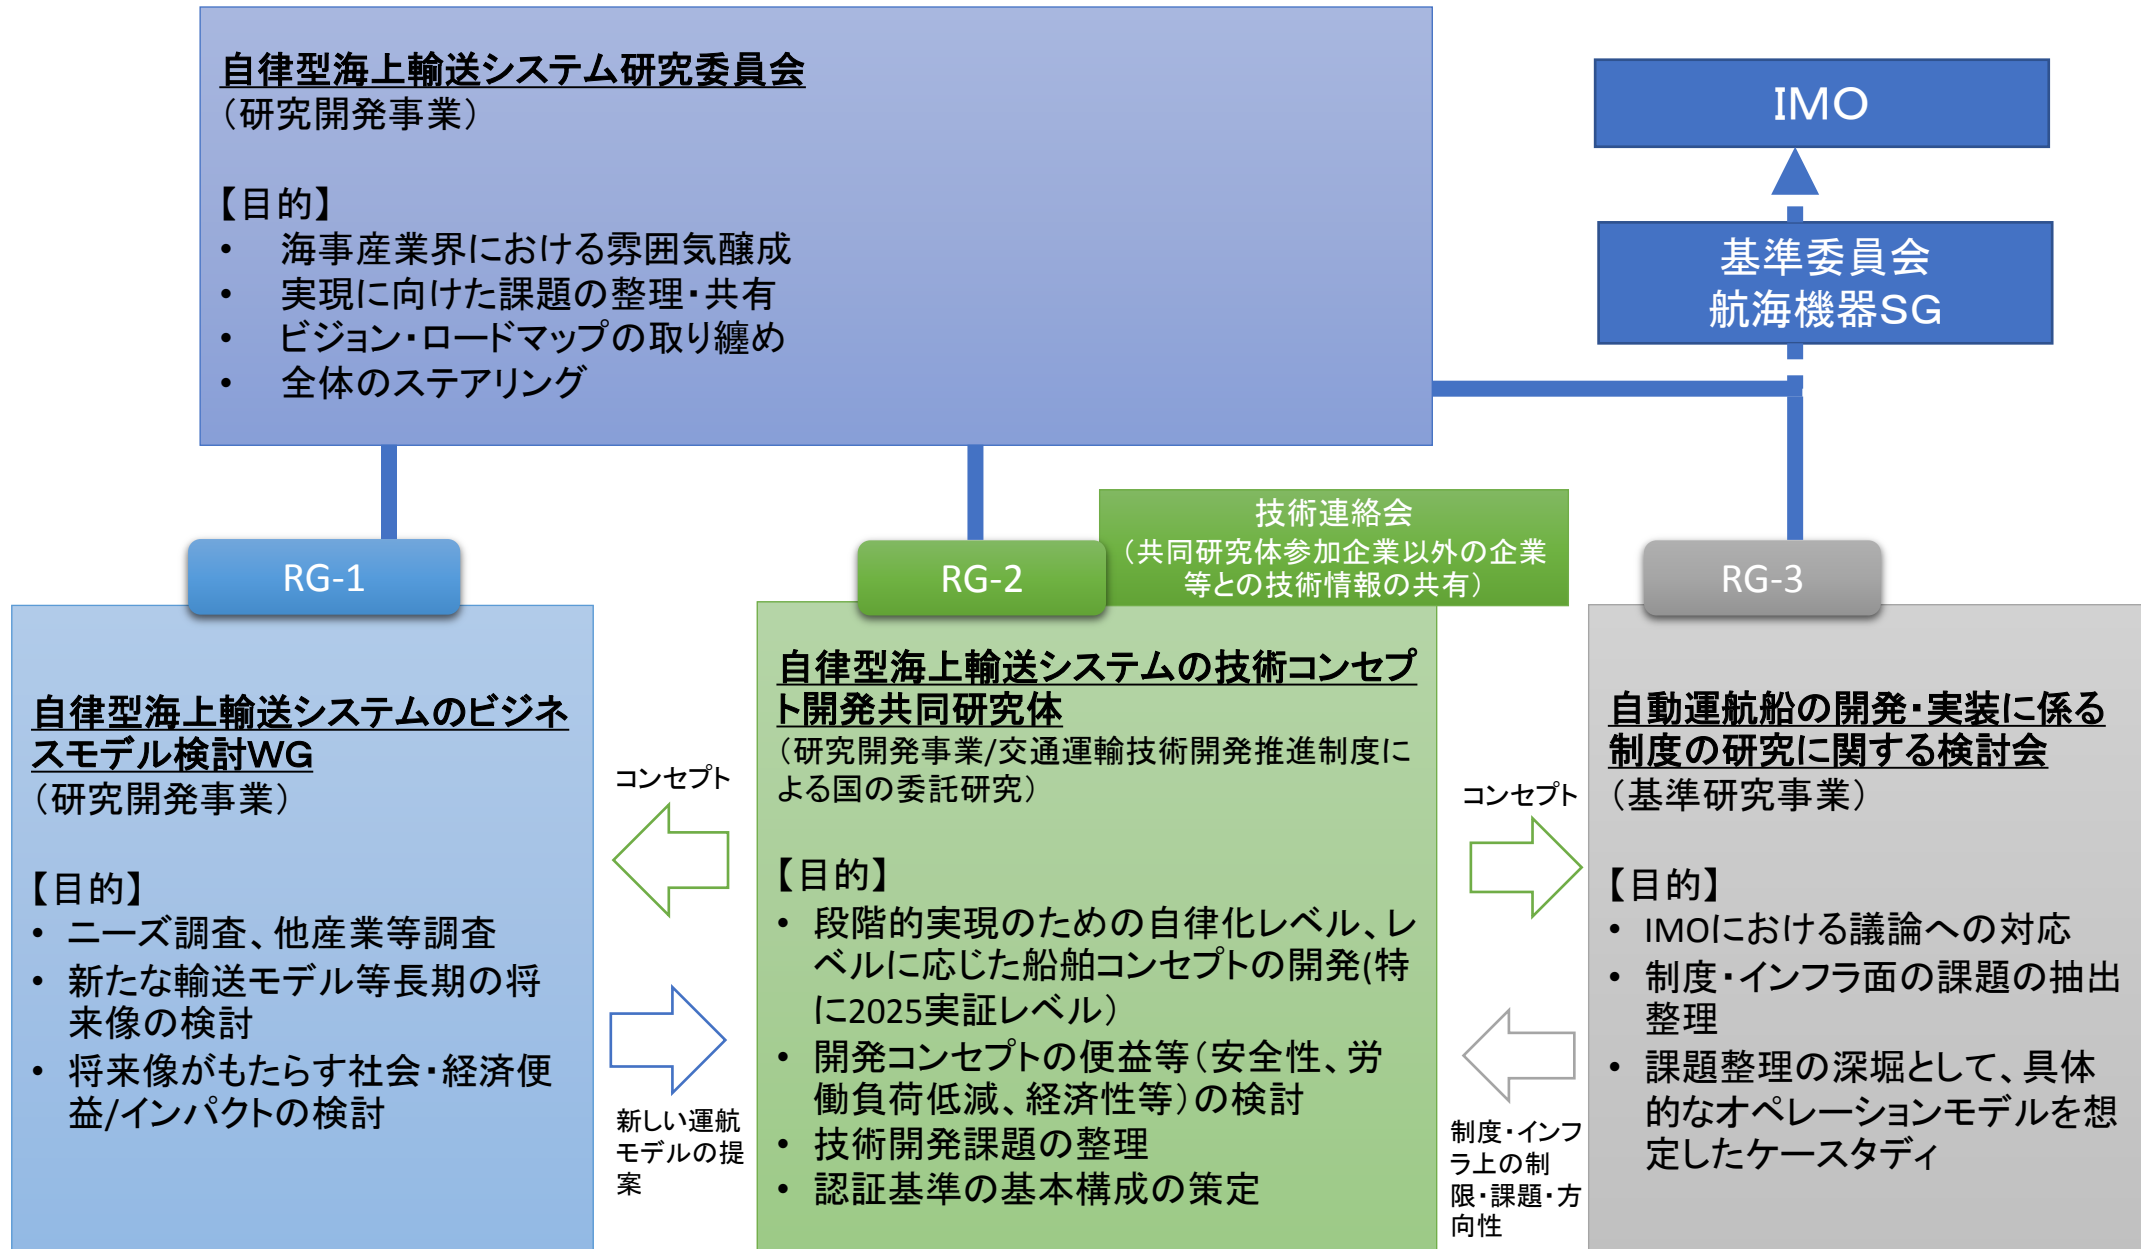 自律型海上輸送システム研究委員会
（研究開発事業）
【目的】
• 海事産業界における雰囲気醸成
• 実現に向けた課題の整理・共有
• ビジョン・ロードマップの取り纏め
• 全体のステアリング
IMO
基準委員会
航海機器SG
RG-1
自律型海上輸送システムのビジネ
スモデル検討WG
（研究開発事業）
【目的】
• ニーズ調査、他産業等調査
• 新たな輸送モデル等長期の将
来像の検討
• 将来像がもたらす社会・経済便
益/インパクトの検討
コンセプト
新しい運航
モデルの提
案
RG-2
技術連絡会
（共同研究体参加企業以外の企業
等との技術情報の共有）
自律型海上輸送システムの技術コンセプ
ト開発共同研究体
（研究開発事業/交通運輸技術開発推進制度に
よる国の委託研究）
【目的】
• 段階的実現のための自律化レベル、レ
ベルに応じた船舶コンセプトの開発(特
に2025実証レベル）
• 開発コンセプトの便益等（安全性、労
働負荷低減、経済性等）の検討
• 技術開発課題の整理
• 認証基準の基本構成の策定
コンセプト
制度・インフ
ラ上の制
限・課題・方
向性
RG-3
自動運航船の開発・実装に係る
制度の研究に関する検討会
（基準研究事業）
【目的】
• IMOにおける議論への対応
• 制度・インフラ面の課題の抽出
整理
• 課題整理の深堀として、具体
的なオペレーションモデルを想
定したケースタディ